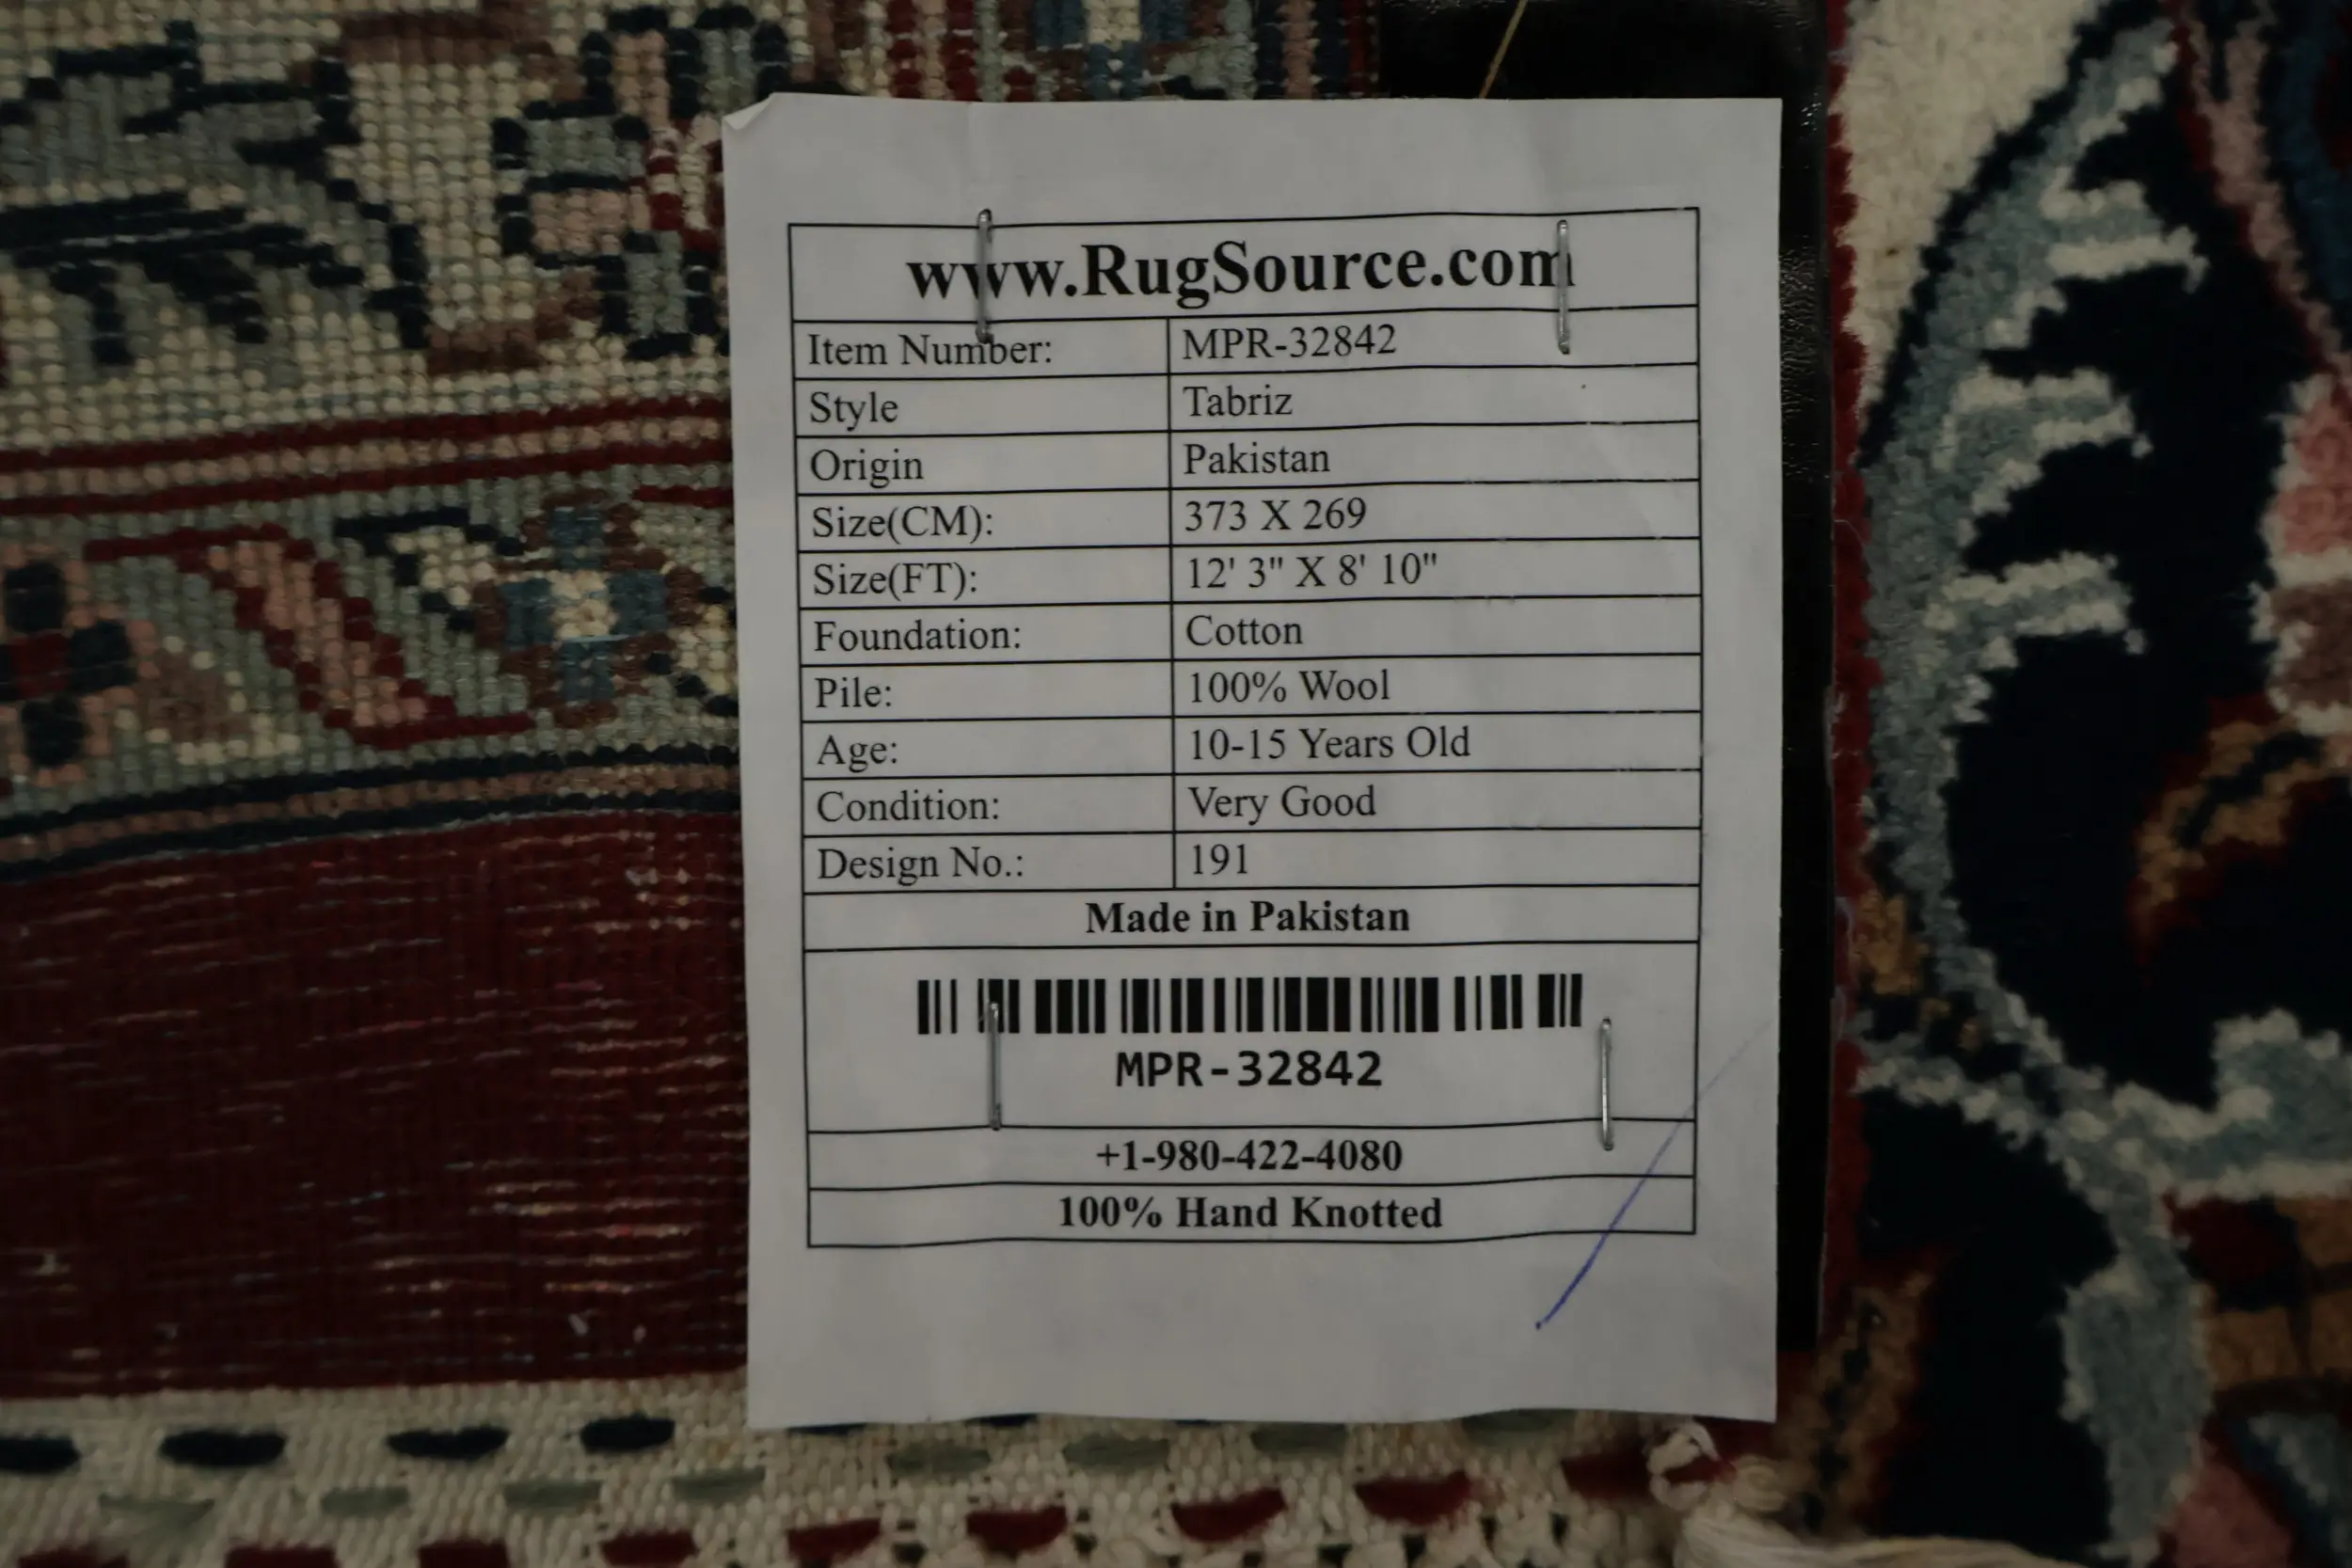 www.RugSource.com
Item Number: MPR-32842
Style Tabriz
Origin Pakistan
Size(CM): 373 X 269
Size(FT): 12' 3" X 8' 10"
Foundation: Cotton
Pile: 100% Wool
Age: 10-15 Years Old
Condition: Very Good
Design No.: 191
Made in Pakistan
MPR-32842
+1-980-422-4080
100% Hand Knotted